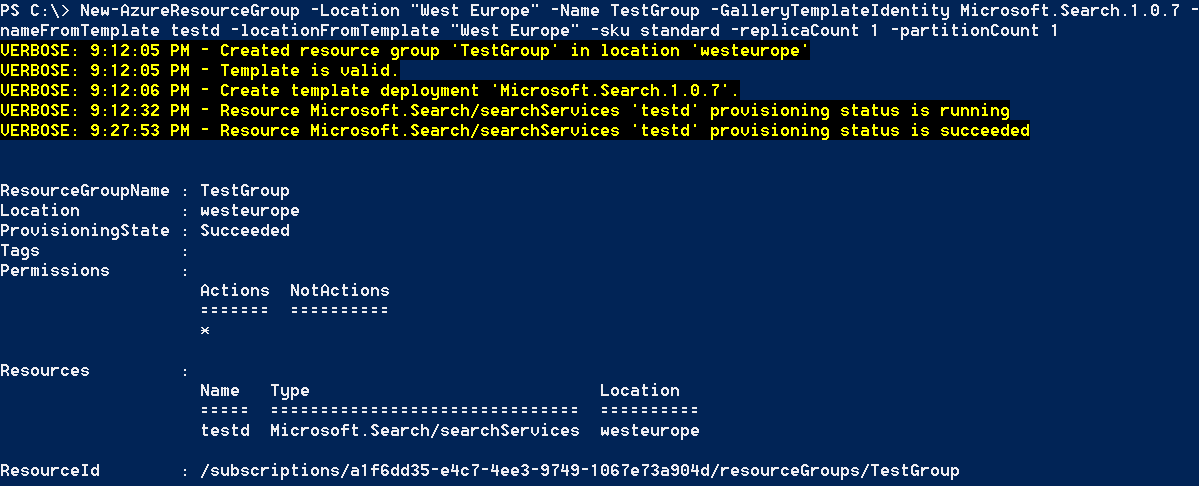 PS C:\> New-AzureResourceGroup -Location "West Europe" -Name TestGroup -GalleryTemplateIdentity Microsoft.Search.1.0.7 -
nameFromTemplate testd -locationFromTemplate "West Europe" -sku standard -replicaCount 1 -partitionCount 1
VERBOSE: 9:12:05 PM - Created resource group 'TestGroup' in location 'westeurope'
VERBOSE: 9:12:05 PM - Template is valid.
VERBOSE: 9:12:06 PM - Create template deployment 'Microsoft.Search.1.0.7'.
VERBOSE: 9:12:32 PM - Resource Microsoft.Search/searchServices 'testd' provisioning status is running
VERBOSE: 9:27:53 PM - Resource Microsoft.Search/searchServices 'testd' provisioning status is succeeded
ResourceGroupName : TestGroup
Location          : westeurope
ProvisioningState : Succeeded
Tags              :
Permissions       :
                    Actions  NotActions
                    =======  ==========
                    *
Resources         :
                    Name   Type                             Location
                    =====  ===============================  ==========
                    testd  Microsoft.Search/searchServices  westeurope
ResourceId        : /subscriptions/a1f6dd35-e4c7-4ee3-9749-1067e73a904d/resourceGroups/TestGroup